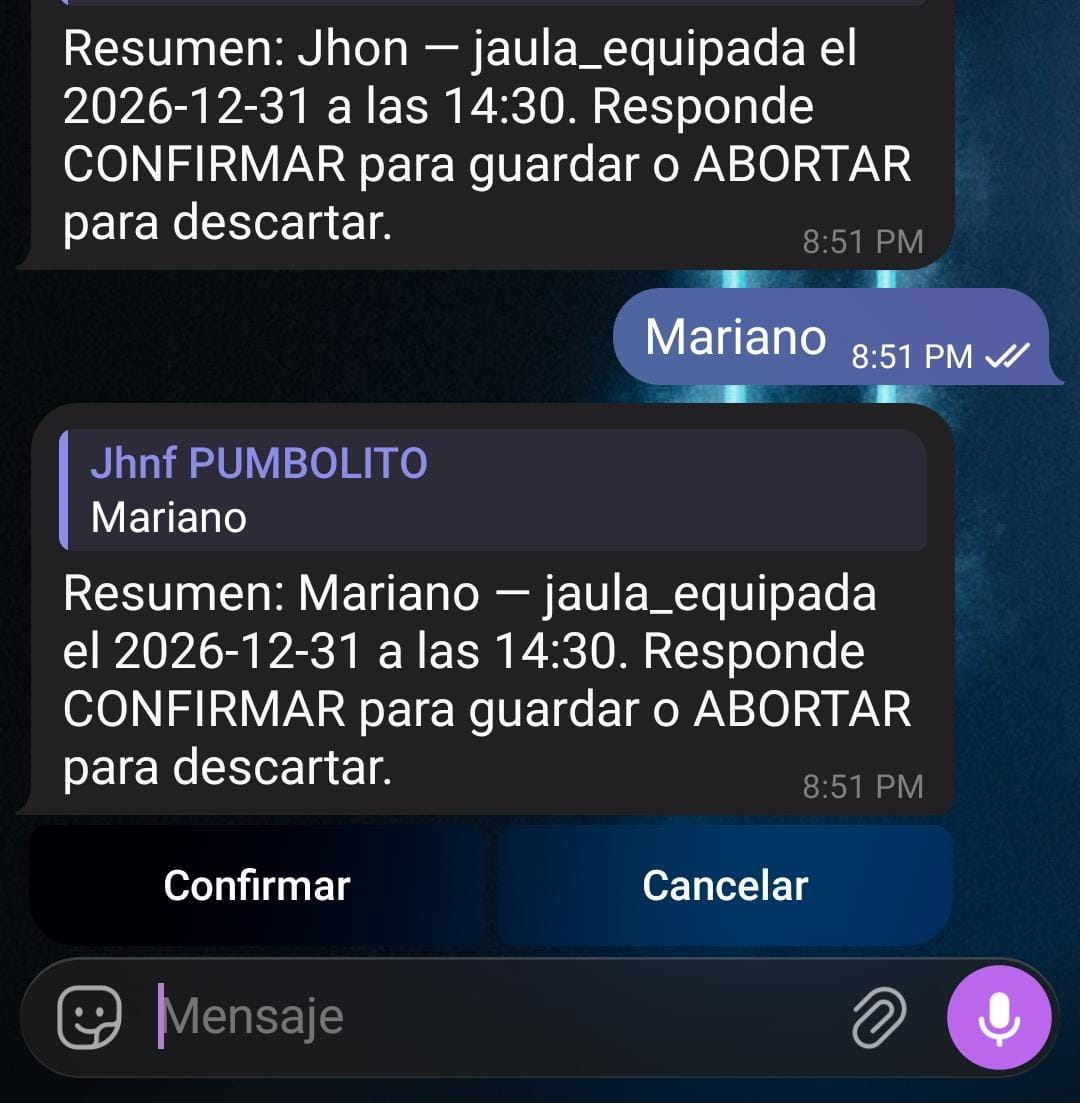 Resumen: Jhon — jaula_equipada el
2026-12-31 a las 14:30. Responde
CONFIRMAR para guardar o ABORTAR
para descartar.
8:51 PM
Mariano
8:51 PM
Jhnf PUMBOLITO
Mariano
Resumen: Mariano — jaula_equipada
el 2026-12-31 a las 14:30. Responde
CONFIRMAR para guardar o ABORTAR
para descartar.
8:51 PM
Confirmar
Cancelar
Mensaje